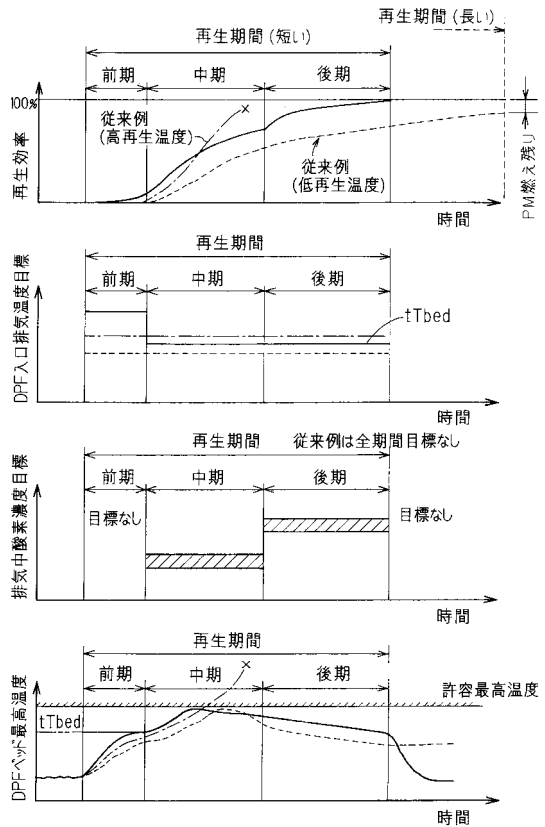 再生期間(長い)
再生期間(短い)
前期
中期
後期
100%
従来例
(高再生温度)
従来例
(低再生温度)
再生効率
PM燃え残り
時間
再生期間
前期
中期
後期
tTbed
DPF入口排気温度目標
時間
再生期間
従来例は全期間目標なし
前期
中期
後期
目標なし
目標なし
排気中酸素濃度目標
時間
再生期間
前期
中期
後期
許容最高温度
tTbed
DPFベッド最高温度
時間